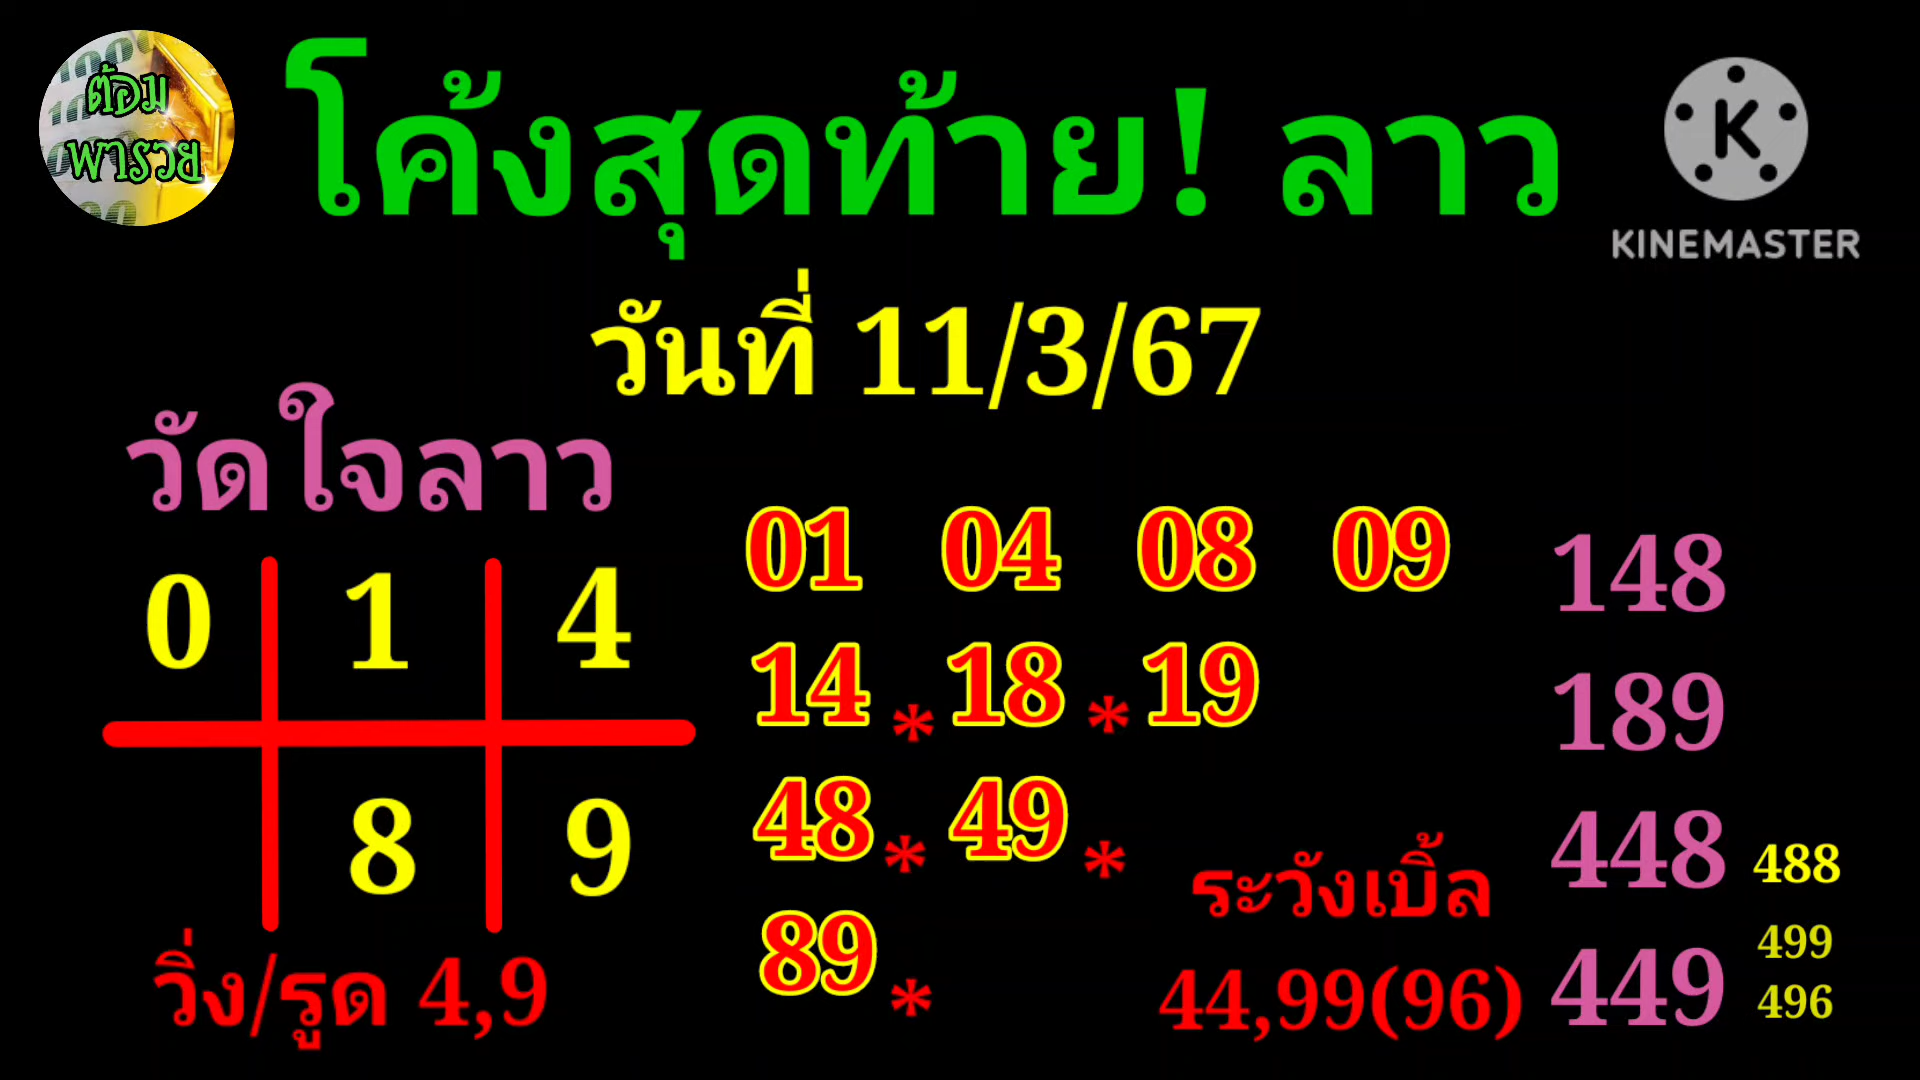 ต้อม
พารวย
โค้งสุดท้าย! ลาว
KINEMASTER
วันที่ 11/3/67
วัดใจลาว
0 1 4
8 9
วิ่ง/รูด 4,9
01 04 08 09
14 * 18 * 19
48 * 49 *
89 *
ระวังเบิ้ล
44,99(96)
148
189
448 488
499
449 496